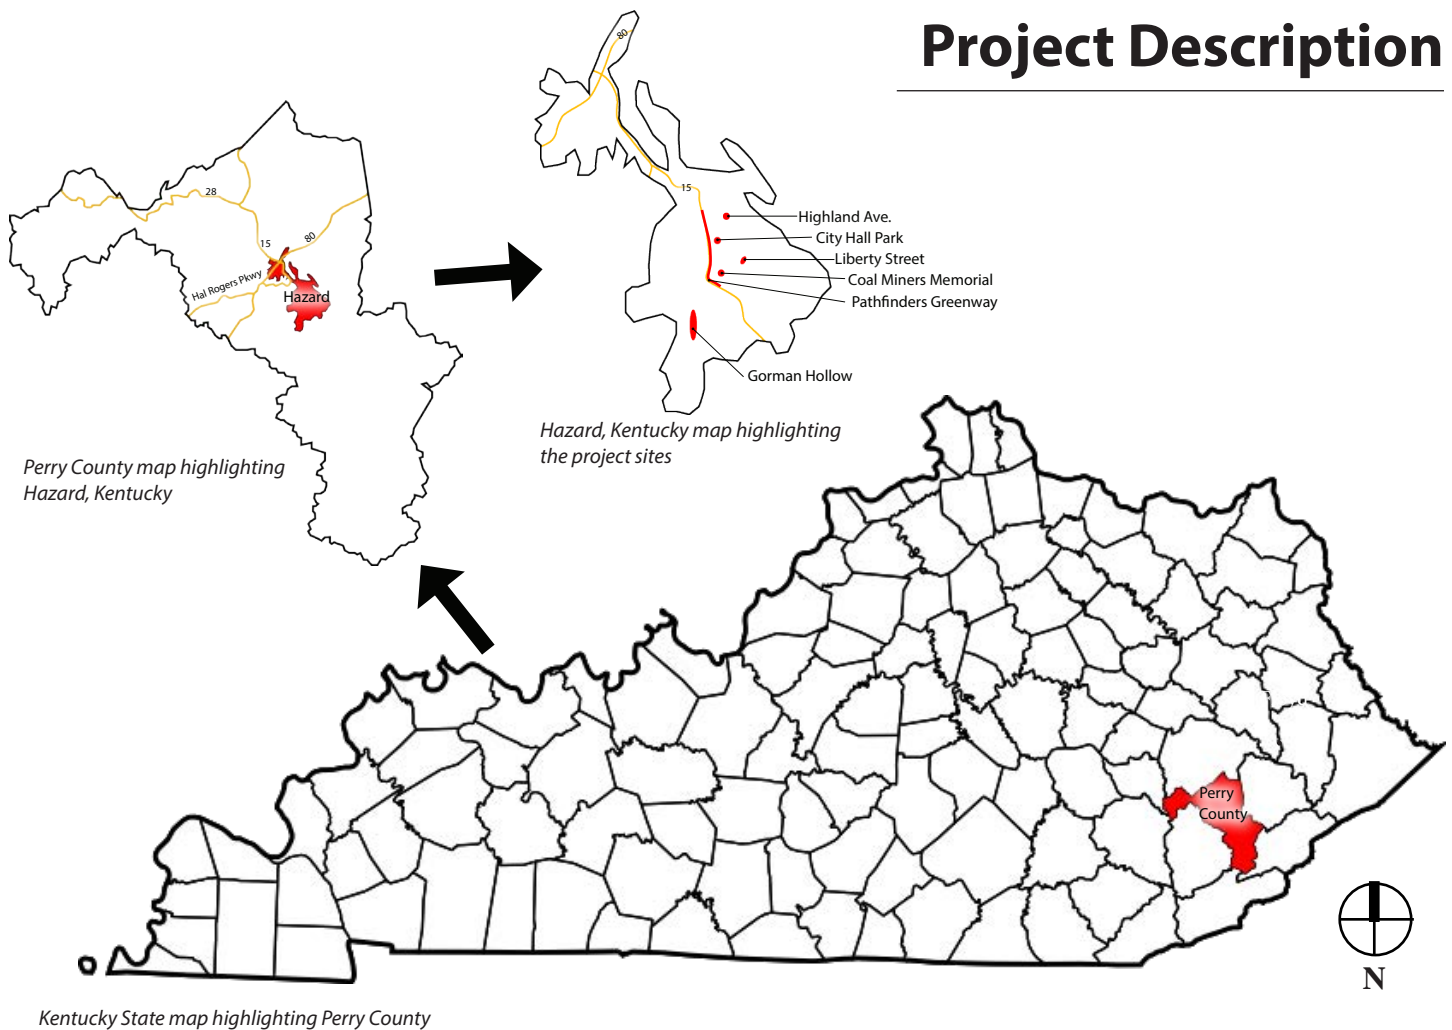 Project Description
80
15
Highland Ave.
City Hall Park
Liberty Street
Coal Miners Memorial
Pathfinders Greenway
Gorman Hollow
Hazard, Kentucky map highlighting
the project sites
28
15
80
Hal Rogers Pkwy
Hazard
Perry County map highlighting
Hazard, Kentucky
Perry
County
N
Kentucky State map highlighting Perry County